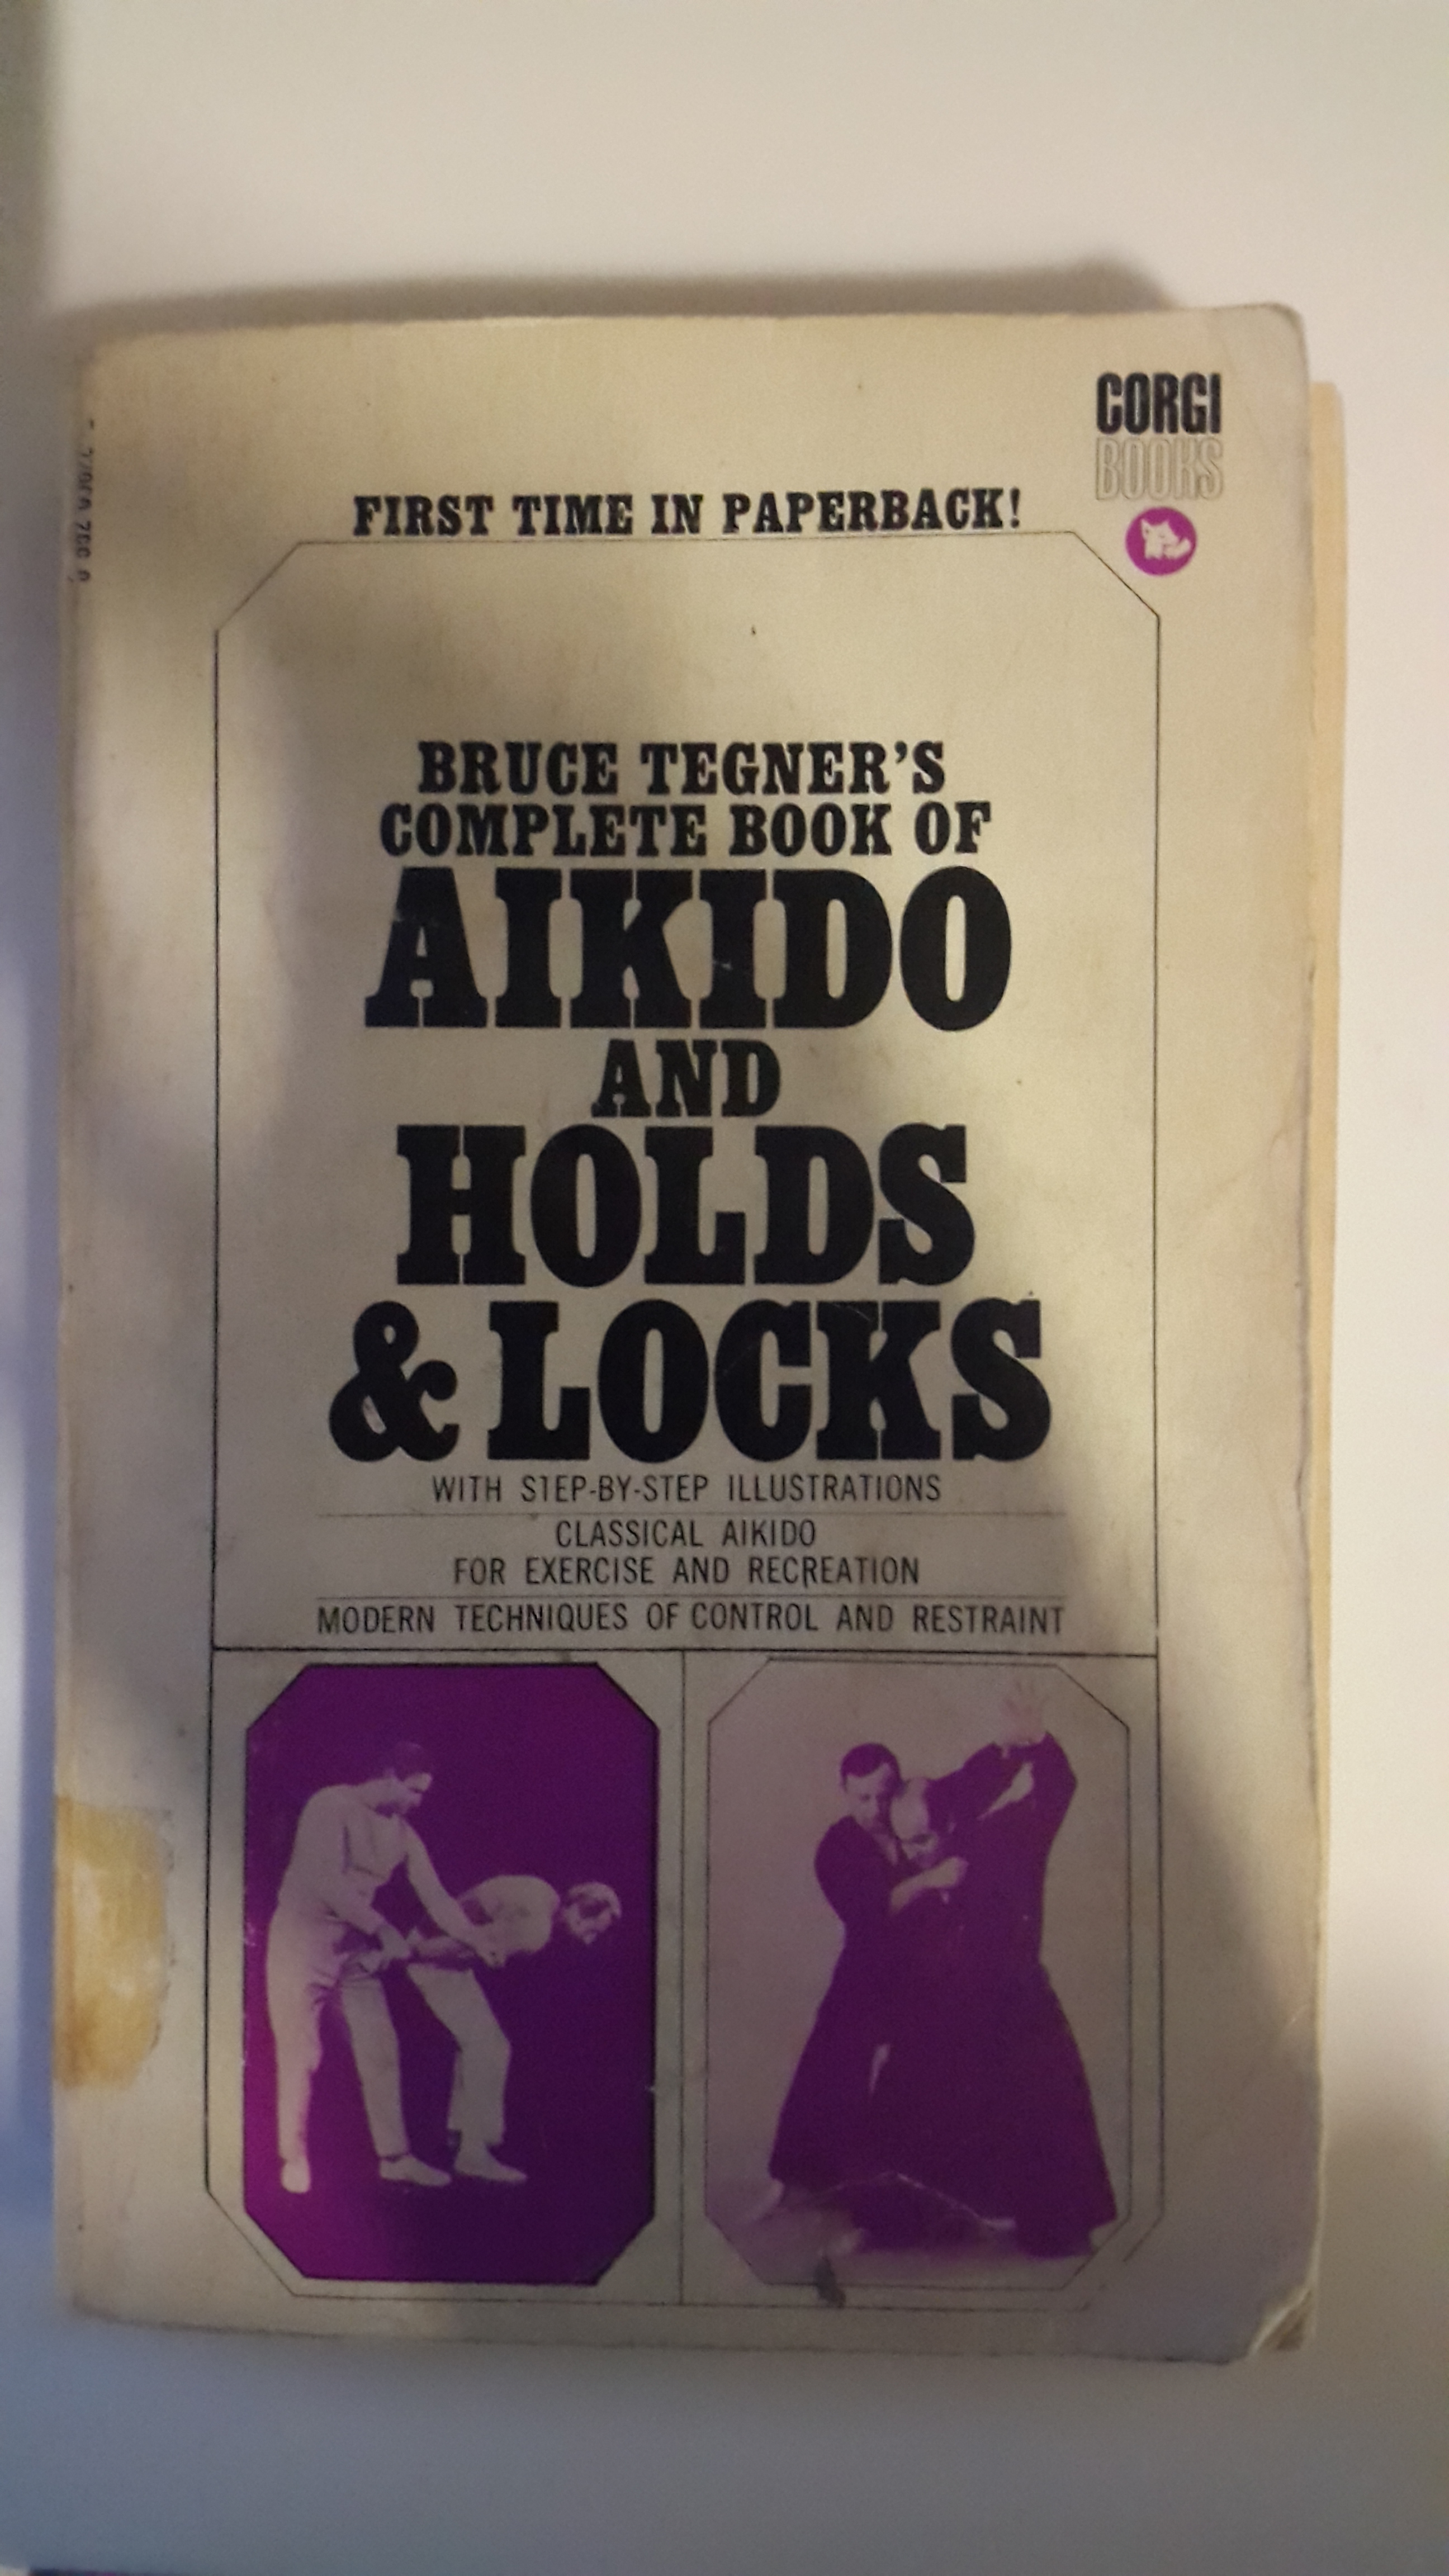 CORGI
BOOKS
FIRST TIME IN PAPERBACK!
BRUCE TEGNER'S
COMPLETE BOOK OF
AIKIDO
AND
HOLDS
& LOCKS
WITH STEP-BY-STEP ILLUSTRATIONS
CLASSICAL AIKIDO
FOR EXERCISE AND RECREATION
MODERN TECHNIQUES OF CONTROL AND RESTRAINT